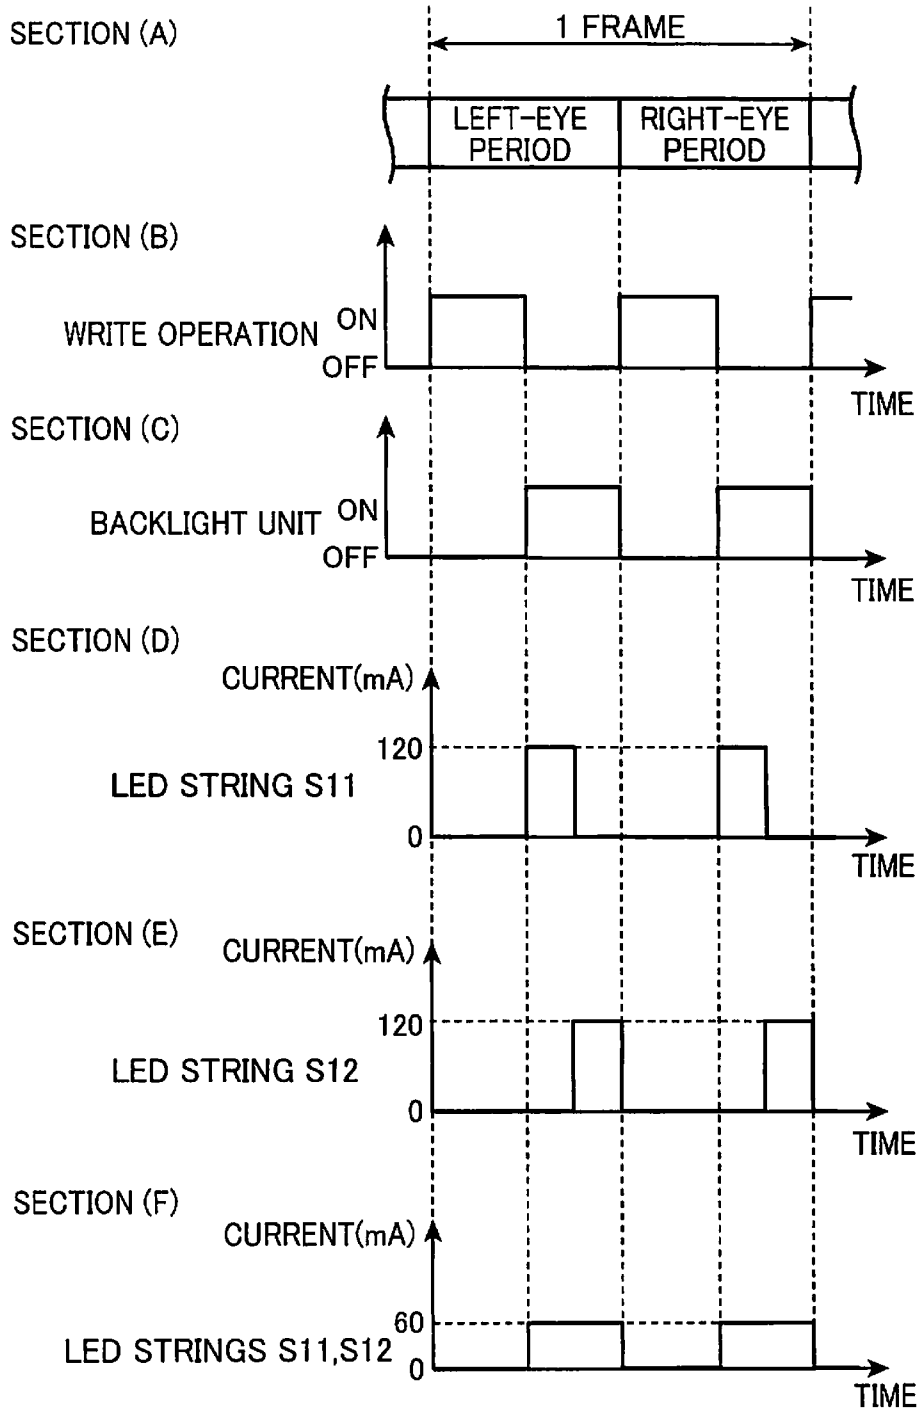 SECTION (A)
1 FRAME
LEFT-EYE PERIOD
RIGHT-EYE PERIOD
SECTION (B)
WRITE OPERATION
ON
OFF
TIME
SECTION (C)
BACKLIGHT UNIT
ON
OFF
TIME
SECTION (D)
CURRENT(mA)
120
LED STRING S11
0
TIME
SECTION (E)
CURRENT(mA)
120
LED STRING S12
0
TIME
SECTION (F)
CURRENT(mA)
60
LED STRINGS S11,S12
0
TIME